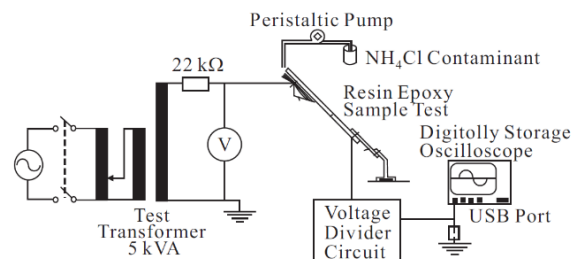 Peristaltic Pump
NH₄Cl Contaminant
22 kΩ
Resin Epoxy
Sample Test
Digitolly Storage
Oscilloscope
V
USB Port
Test
Transformer
5 kVA
Voltage
Divider
Circuit